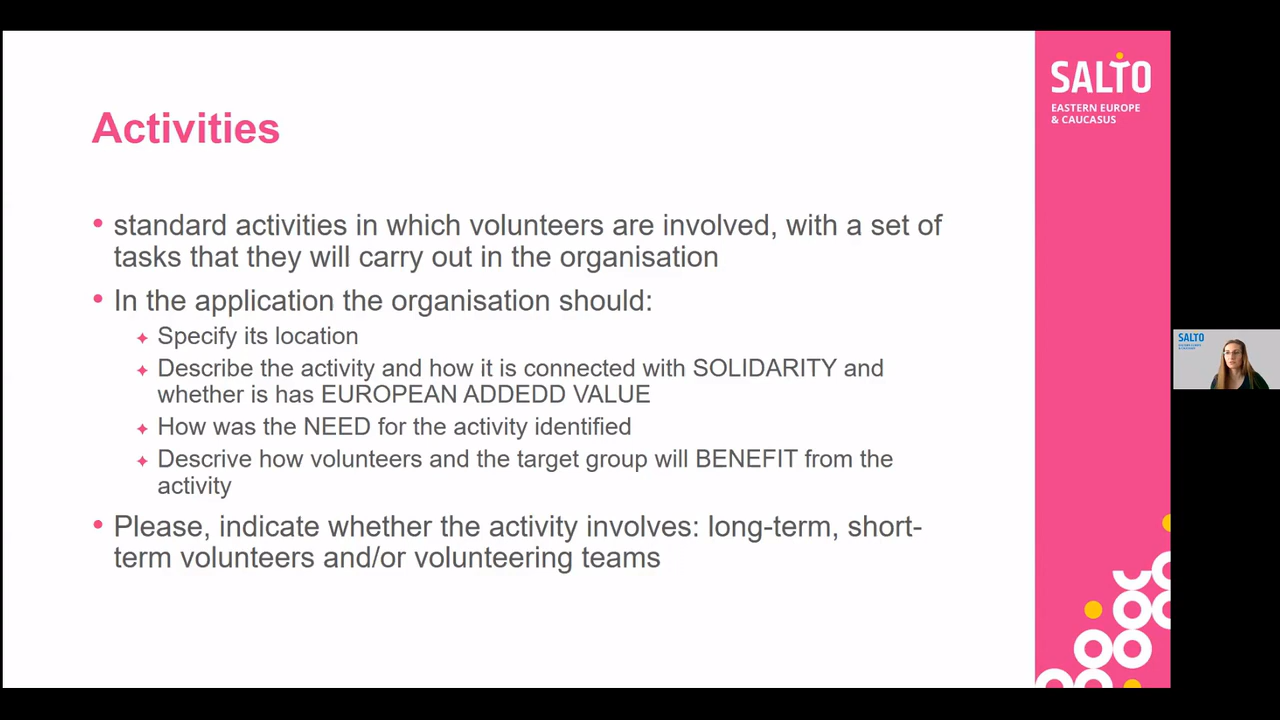 Activities
• standard activities in which volunteers are involved, with a set of
tasks that they will carry out in the organisation
• In the application the organisation should:
Specify its location
Describe the activity and how it is connected with SOLIDARITY and
whether is has EUROPEAN ADDEDD VALUE
How was the NEED for the activity identified
Descrive how volunteers and the target group will BENEFIT from the
activity
• Please, indicate whether the activity involves: long-term, short-
term volunteers and/or volunteering teams
SALTO
EASTERN EUROPE
& CAUCASUS
SALTO